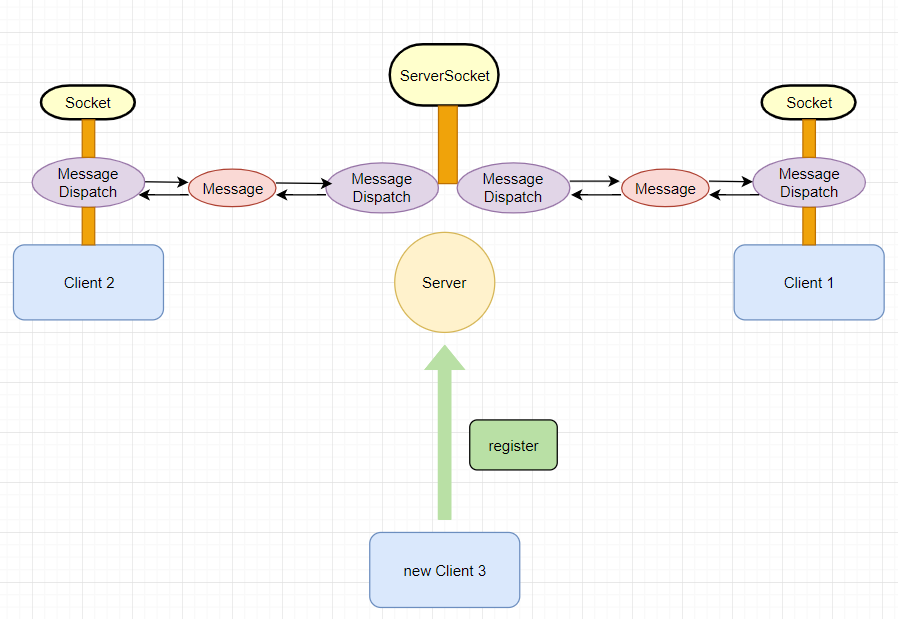 ServerSocket
Socket
Socket
Message
Dispatch
Message
Message
Dispatch
Message
Dispatch
Message
Message
Dispatch
Client 2
Server
Client 1
register
new Client 3